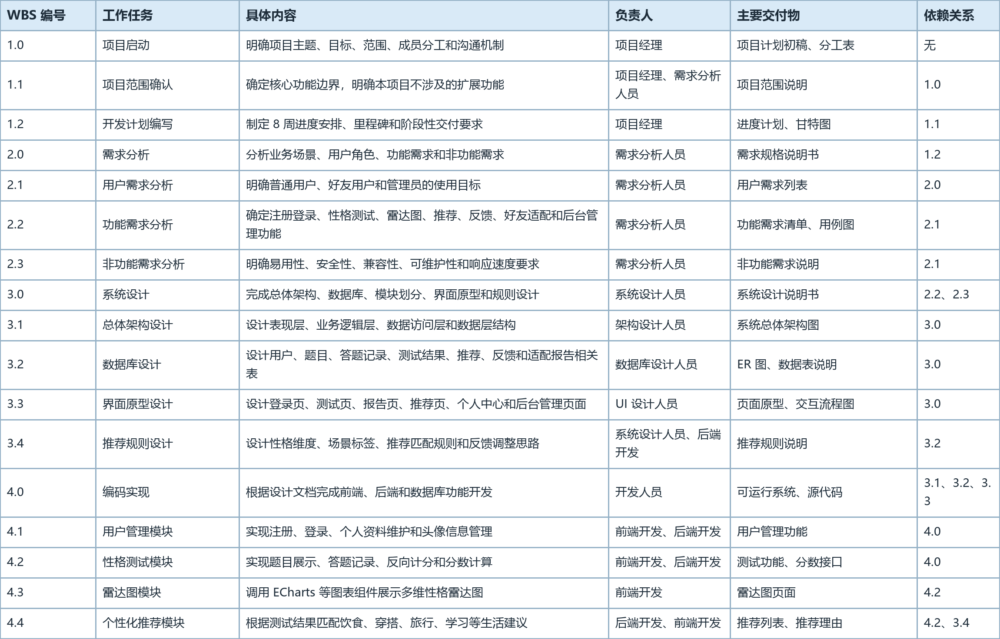 WBS 编号 工作任务 具体内容 负责人 主要交付物 依赖关系
1.0 项目启动 明确项目主题、目标、范围、成员分工和沟通机制 项目经理 项目计划初稿、分工表 无
1.1 项目范围确认 确定核心功能边界，明确本项目不涉及的扩展功能 项目经理、需求分析
人员 项目范围说明 1.0
1.2 开发计划编写 制定 8 周进度安排、里程碑和阶段性交付要求 项目经理 进度计划、甘特图 1.1
2.0 需求分析 分析业务场景、用户角色、功能需求和非功能需求 需求分析人员 需求规格说明书 1.2
2.1 用户需求分析 明确普通用户、好友用户和管理员的使用目标 需求分析人员 用户需求列表 2.0
2.2 功能需求分析 确定注册登录、性格测试、雷达图、推荐、反馈、好友适配和后台管
理功能 需求分析人员 功能需求清单、用例图 2.1
2.3 非功能需求分析 明确易用性、安全性、兼容性、可维护性和响应速度要求 需求分析人员 非功能需求说明 2.1
3.0 系统设计 完成总体架构、数据库、模块划分、界面原型和规则设计 系统设计人员 系统设计说明书 2.2、2.3
3.1 总体架构设计 设计表现层、业务逻辑层、数据访问层和数据层结构 架构设计人员 系统总体架构图 3.0
3.2 数据库设计 设计用户、题目、答题记录、测试结果、推荐、反馈和适配报告相关
表 数据库设计人员 ER 图、数据表说明 3.0
3.3 界面原型设计 设计登录页、测试页、报告页、推荐页、个人中心和后台管理页面 UI 设计人员 页面原型、交互流程图 3.0
3.4 推荐规则设计 设计性格维度、场景标签、推荐匹配规则和反馈调整思路 系统设计人员、后端
开发 推荐规则说明 3.2
4.0 编码实现 根据设计文档完成前端、后端和数据库功能开发 开发人员 可运行系统、源代码 3.1、3.2、3.
3
4.1 用户管理模块 实现注册、登录、个人资料维护和头像信息管理 前端开发、后端开发 用户管理功能 4.0
4.2 性格测试模块 实现题目展示、答题记录、反向计分和分数计算 前端开发、后端开发 测试功能、分数接口 4.0
4.3 雷达图模块 调用 ECharts 等图表组件展示多维性格雷达图 前端开发 雷达图页面 4.2
4.4 个性化推荐模块 根据测试结果匹配饮食、穿搭、旅行、学习等生活建议 后端开发、前端开发 推荐列表、推荐理由 4.2、3.4